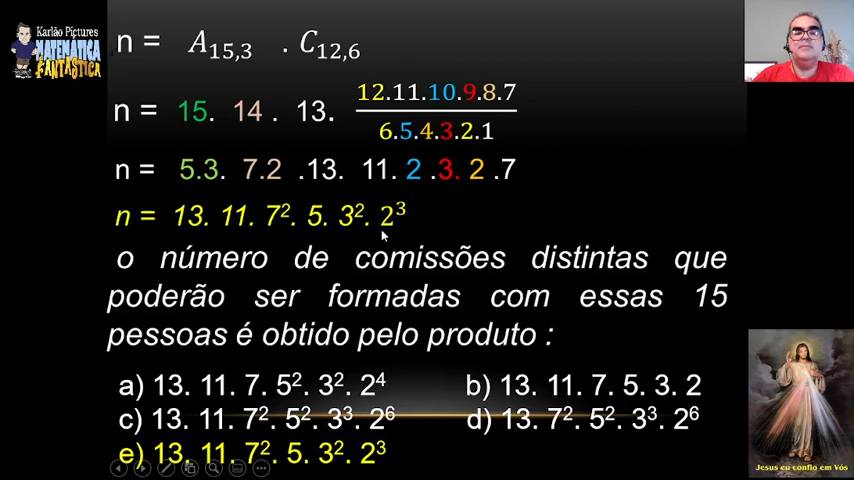 Karlão Pictures
MATEMÁTICA
FANTÁSTICA
n = A₁₅,₃ . C₁₂,₆
n = 15. 14 . 13. 12.11.10.9.8.7
6.5.4.3.2.1
n = 5.3. 7.2 .13. 11. 2 .3. 2 .7
n = 13. 11. 7². 5. 3². 2³
o número de comissões distintas que
poderão ser formadas com essas 15
pessoas é obtido pelo produto :
a) 13. 11. 7. 5². 3². 2⁴ b) 13. 11. 7. 5. 3. 2
c) 13. 11. 7². 5². 3³. 2⁶ d) 13. 7². 5². 3³. 2⁶
e) 13. 11. 7². 5. 3². 2³
Jesus eu confio em Vós